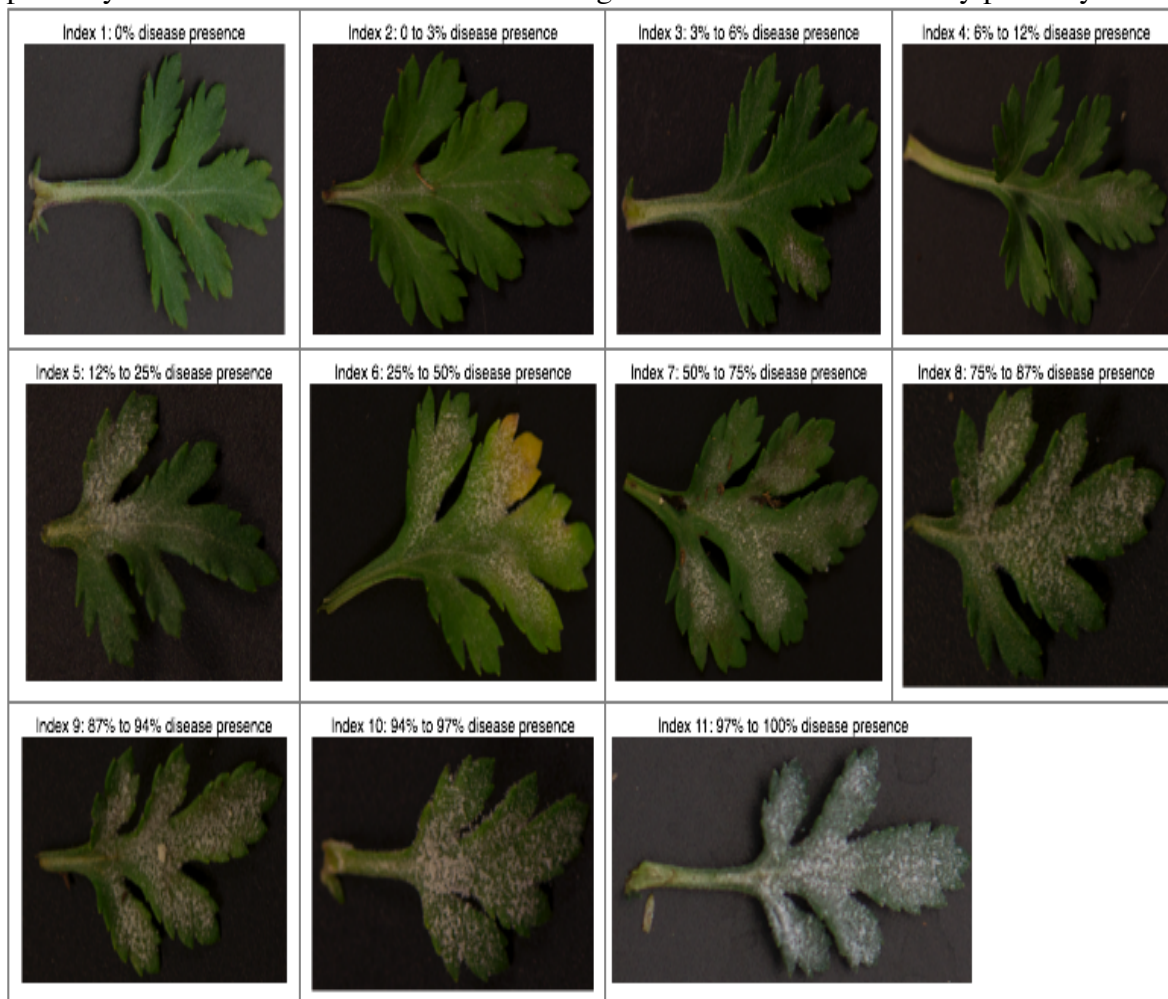 Index 1: 0% disease presence
Index 2: 0 to 3% disease presence
Index 3: 3% to 6% disease presence
Index 4: 6% to 12% disease presence
Index 5: 12% to 25% disease presence
Index 6: 25% to 50% disease presence
Index 7: 50% to 75% disease presence
Index 8: 75% to 87% disease presence
Index 9: 87% to 94% disease presence
Index 10: 94% to 97% disease presence
Index 11: 97% to 100% disease presence